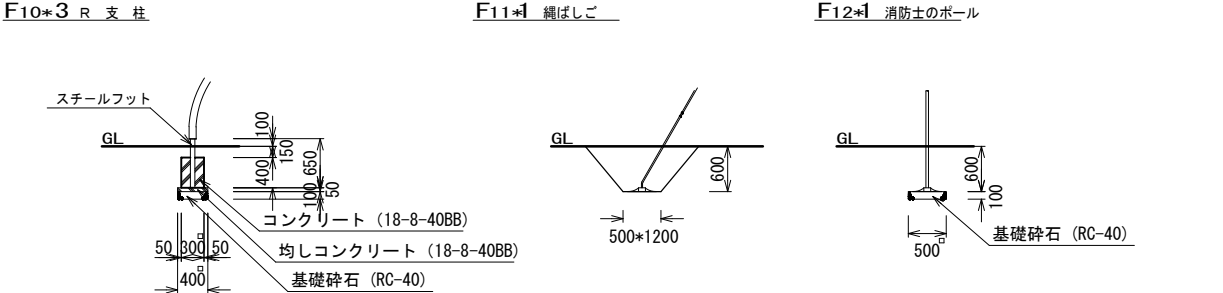 F10*3 R 支 柱
F11*1 縄ばしご
F12*1 消防士のポール
スチールフット
GL
100
150
400
650
100
50
コンクリート (18-8-40BB)
50 300□ 50
均しコンクリート (18-8-40BB)
400□
基礎砕石 (RC-40)
GL
600
500*1200
GL
600
100
500□
基礎砕石 (RC-40)